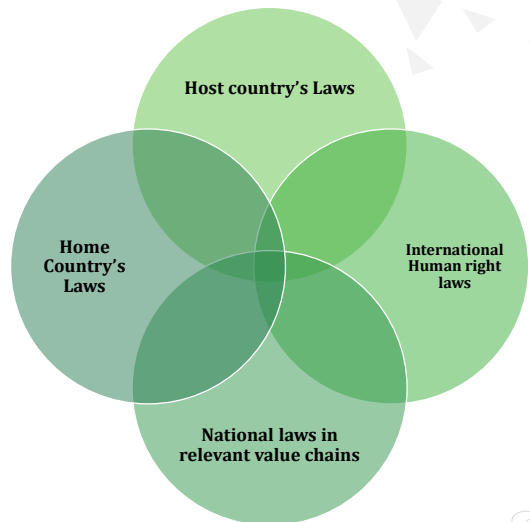 Host country’s Laws
Home
Country’s
Laws
International
Human right
laws
National laws in
relevant value chains